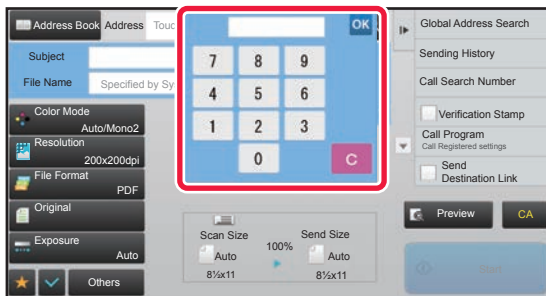 Address Book
Address
Touc
OK
Global Address Search
Subject
Sending History
File Name
Specified by Sy
Call Search Number
7 8 9
4 5 6
1 2 3
0 C
Verification Stamp
Call Program
Call Registered settings
Send
Destination Link
Color Mode
Auto/Mono2
Resolution
200x200dpi
File Format
PDF
Original
Exposure
Auto
Others
Scan Size
100%
Send Size
Auto
Auto
8½x11
8½x11
Preview
CA
Start